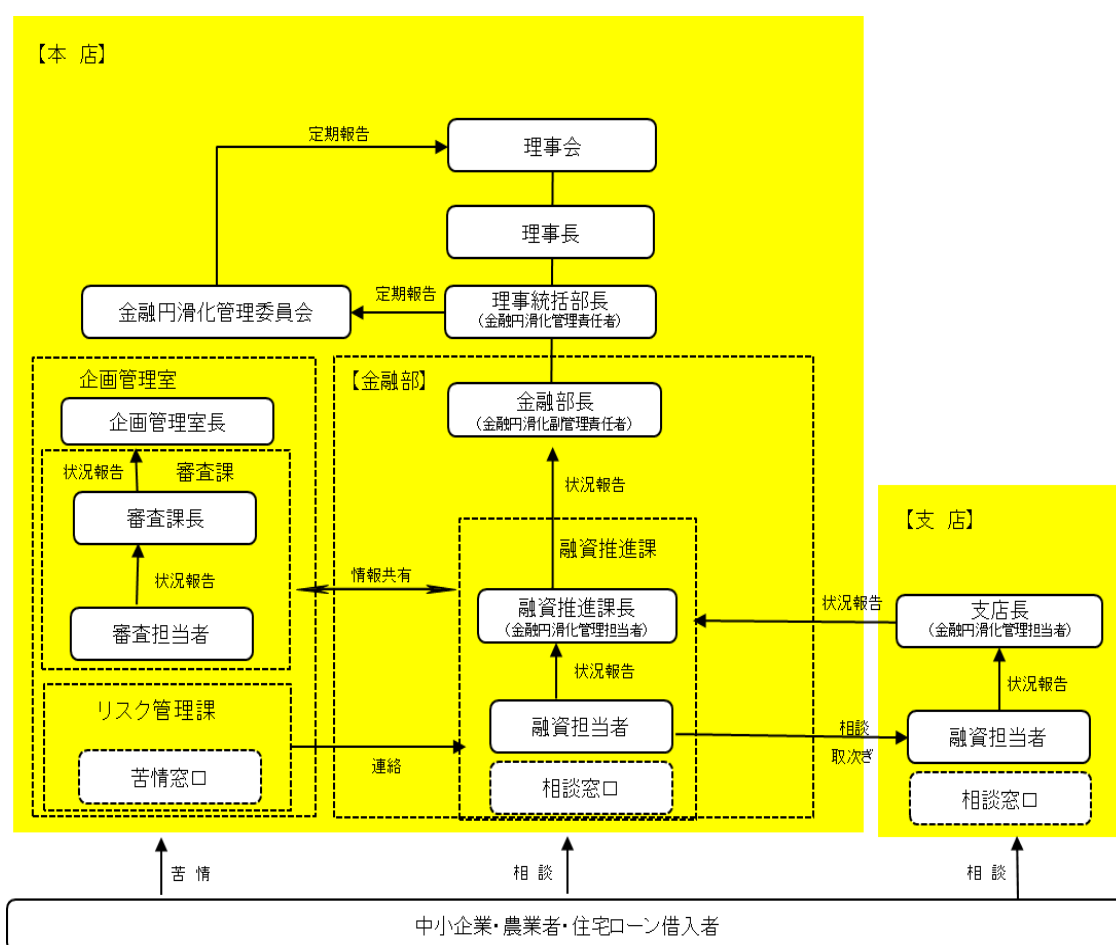 【本 店】
定期報告
理事会
理事長
定期報告
金融円滑化管理委員会
理事統括部長
(金融円滑化管理責任者)
企画管理室
【金融部】
企画管理室長
金融部長
(金融円滑化副管理責任者)
状況報告
審査課
状況報告
審査課長
【支 店】
融資推進課
状況報告
情報共有
融資推進課長
(金融円滑化管理担当者)
状況報告
支店長
(金融円滑化管理担当者)
審査担当者
状況報告
状況報告
リスク管理課
融資担当者
相談
取次ぎ
融資担当者
連絡
苦情窓口
相談窓口
相談窓口
苦 情
相 談
相 談
中小企業・農業者・住宅ローン借入者